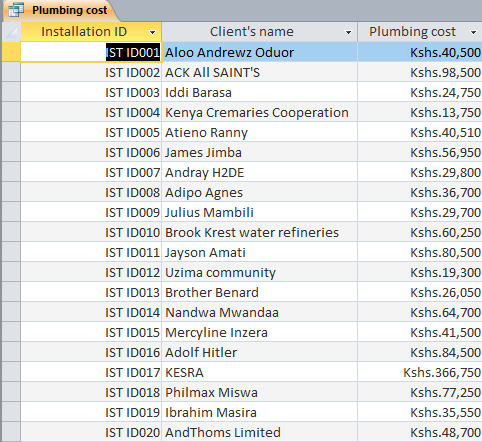 Plumbing cost
Installation ID Client's name Plumbing cost
IST ID001 Aloo Andrewz Oduor Kshs.40,500
IST ID002 ACK All SAINT'S Kshs.98,500
IST ID003 Iddi Barasa Kshs.24,750
IST ID004 Kenya Cremaries Cooperation Kshs.13,750
IST ID005 Atieno Ranny Kshs.40,510
IST ID006 James Jimba Kshs.56,950
IST ID007 Andray H2DE Kshs.29,800
IST ID008 Adipo Agnes Kshs.36,700
IST ID009 Julius Mambili Kshs.29,700
IST ID010 Brook Krest water refineries Kshs.60,250
IST ID011 Jayson Amati Kshs.80,500
IST ID012 Uzima community Kshs.19,300
IST ID013 Brother Benard Kshs.26,050
IST ID014 Nandwa Mwandaa Kshs.64,700
IST ID015 Mercyline Inzera Kshs.41,500
IST ID016 Adolf Hitler Kshs.84,500
IST ID017 KESRA Kshs.366,750
IST ID018 Philmax Miswa Kshs.77,250
IST ID019 Ibrahim Masira Kshs.35,550
IST ID020 AndThoms Limited Kshs.48,700